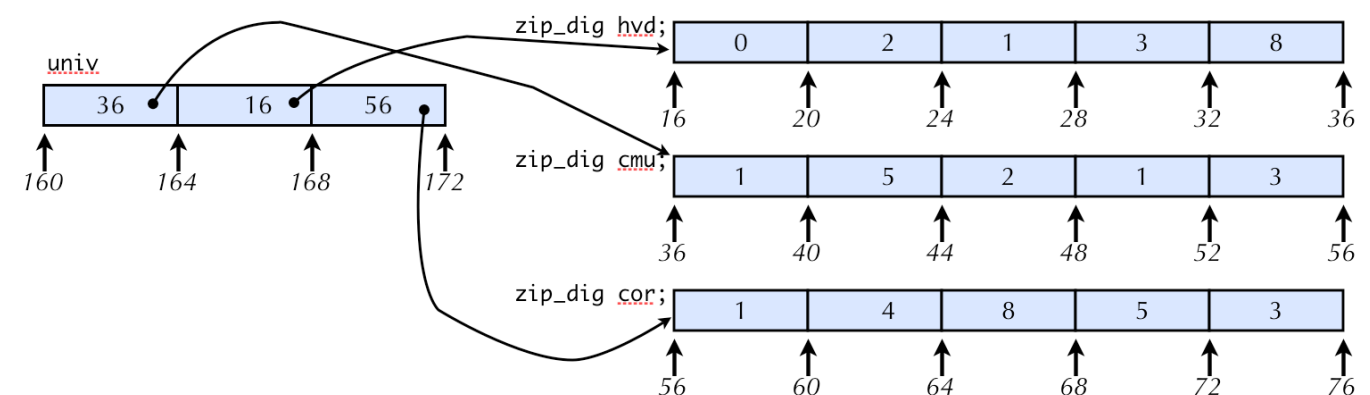 zip_dig hvd;
0 2 1 3 8
16 20 24 28 32 36
univ
36 16 56
160 164 168 172
zip_dig cmu;
1 5 2 1 3
36 40 44 48 52 56
zip_dig cor;
1 4 8 5 3
56 60 64 68 72 76